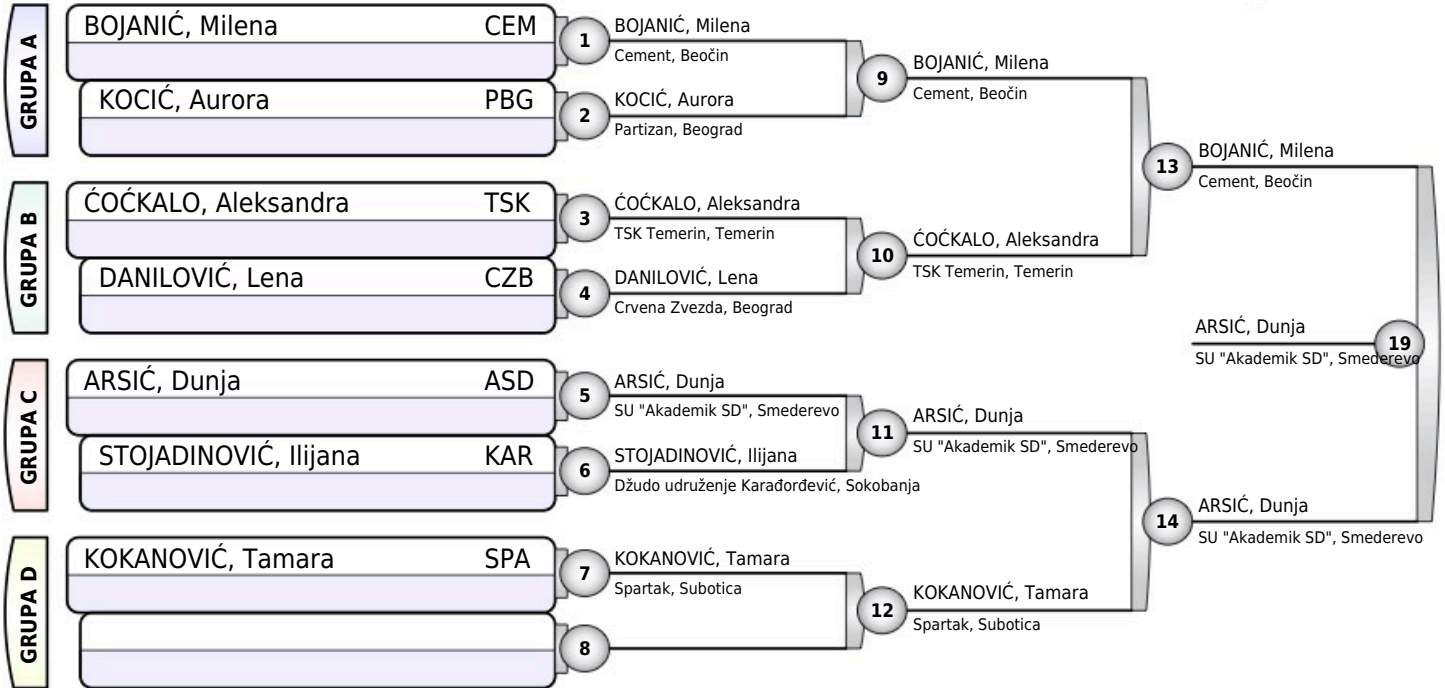 GRUPA A
BOJANIĆ, Milena CEM
KOCIĆ, Aurora PBG
GRUPA B
ĆOĆKALO, Aleksandra TSK
DANILOVIĆ, Lena CZB
GRUPA C
ARSIĆ, Dunja ASD
STOJADINOVIĆ, Ilijana KAR
GRUPA D
KOKANOVIĆ, Tamara SPA
1
BOJANIĆ, Milena
Cement, Beočin
2
KOCIĆ, Aurora
Partizan, Beograd
3
ĆOĆKALO, Aleksandra
TSK Temerin, Temerin
4
DANILOVIĆ, Lena
Crvena Zvezda, Beograd
5
ARSIĆ, Dunja
SU "Akademik SD", Smederevo
6
STOJADINOVIĆ, Ilijana
Džudo udruženje Karađorđević, Sokobanja
7
KOKANOVIĆ, Tamara
Spartak, Subotica
8
9
BOJANIĆ, Milena
Cement, Beočin
10
ĆOĆKALO, Aleksandra
TSK Temerin, Temerin
11
ARSIĆ, Dunja
SU "Akademik SD", Smederevo
12
KOKANOVIĆ, Tamara
Spartak, Subotica
13
BOJANIĆ, Milena
Cement, Beočin
14
ARSIĆ, Dunja
SU "Akademik SD", Smederevo
ARSIĆ, Dunja
19
SU "Akademik SD", Smederevo